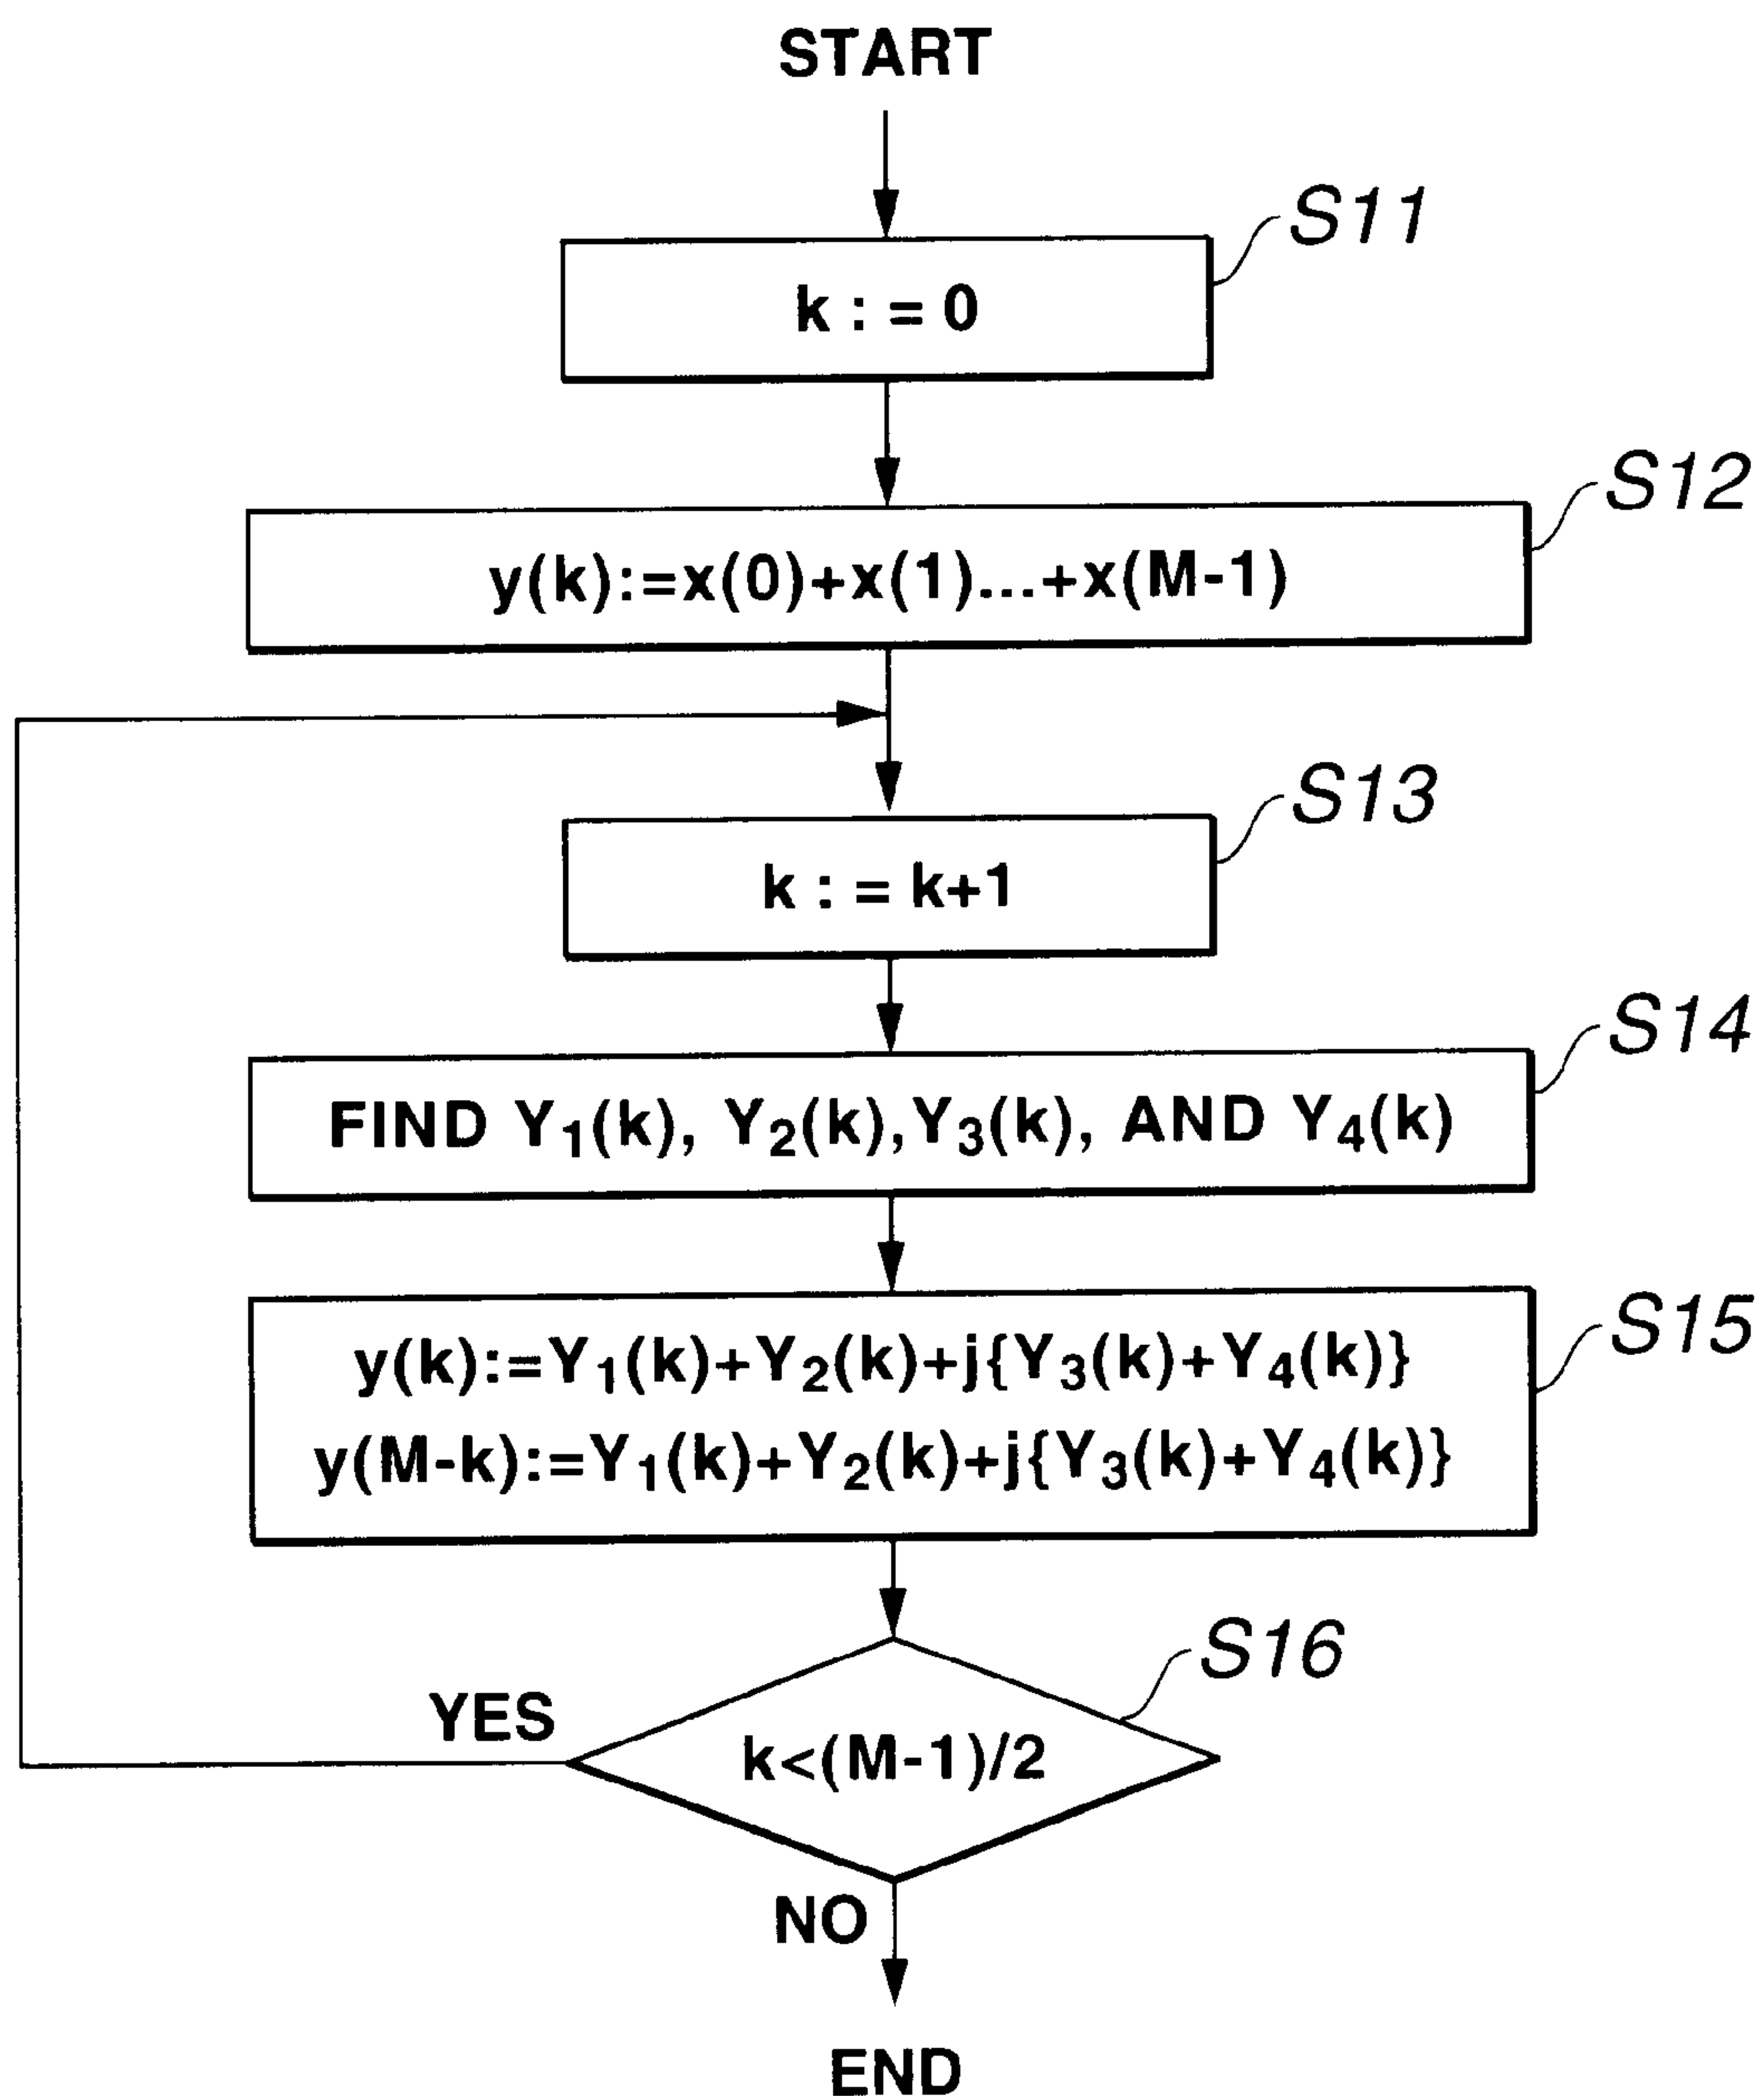 START
S11
k : = 0
S12
y(k):=x(0)+x(1)...+x(M-1)
S13
k : = k+1
S14
FIND Y₁(k), Y₂(k),Y₃(k), AND Y₄(k)
S15
y(k):=Y₁(k)+Y₂(k)+j{Y₃(k)+Y₄(k)}
y(M-k):=Y₁(k)+Y₂(k)+j{Y₃(k)+Y₄(k)}
S16
YES
k<(M-1)/2
NO
END